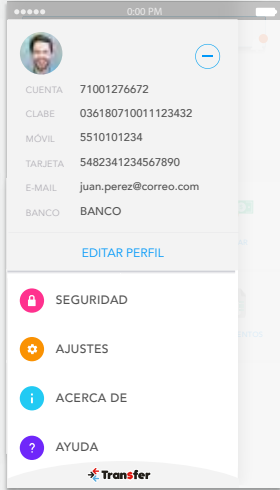 0:00 PM
CUENTA 71001276672
CLABE 036180710011123432
MÓVIL 5510101234
TARJETA 5482341234567890
E-MAIL juan.perez@correo.com
BANCO BANCO
EDITAR PERFIL
SEGURIDAD
AJUSTES
ACERCA DE
? AYUDA
Transfer